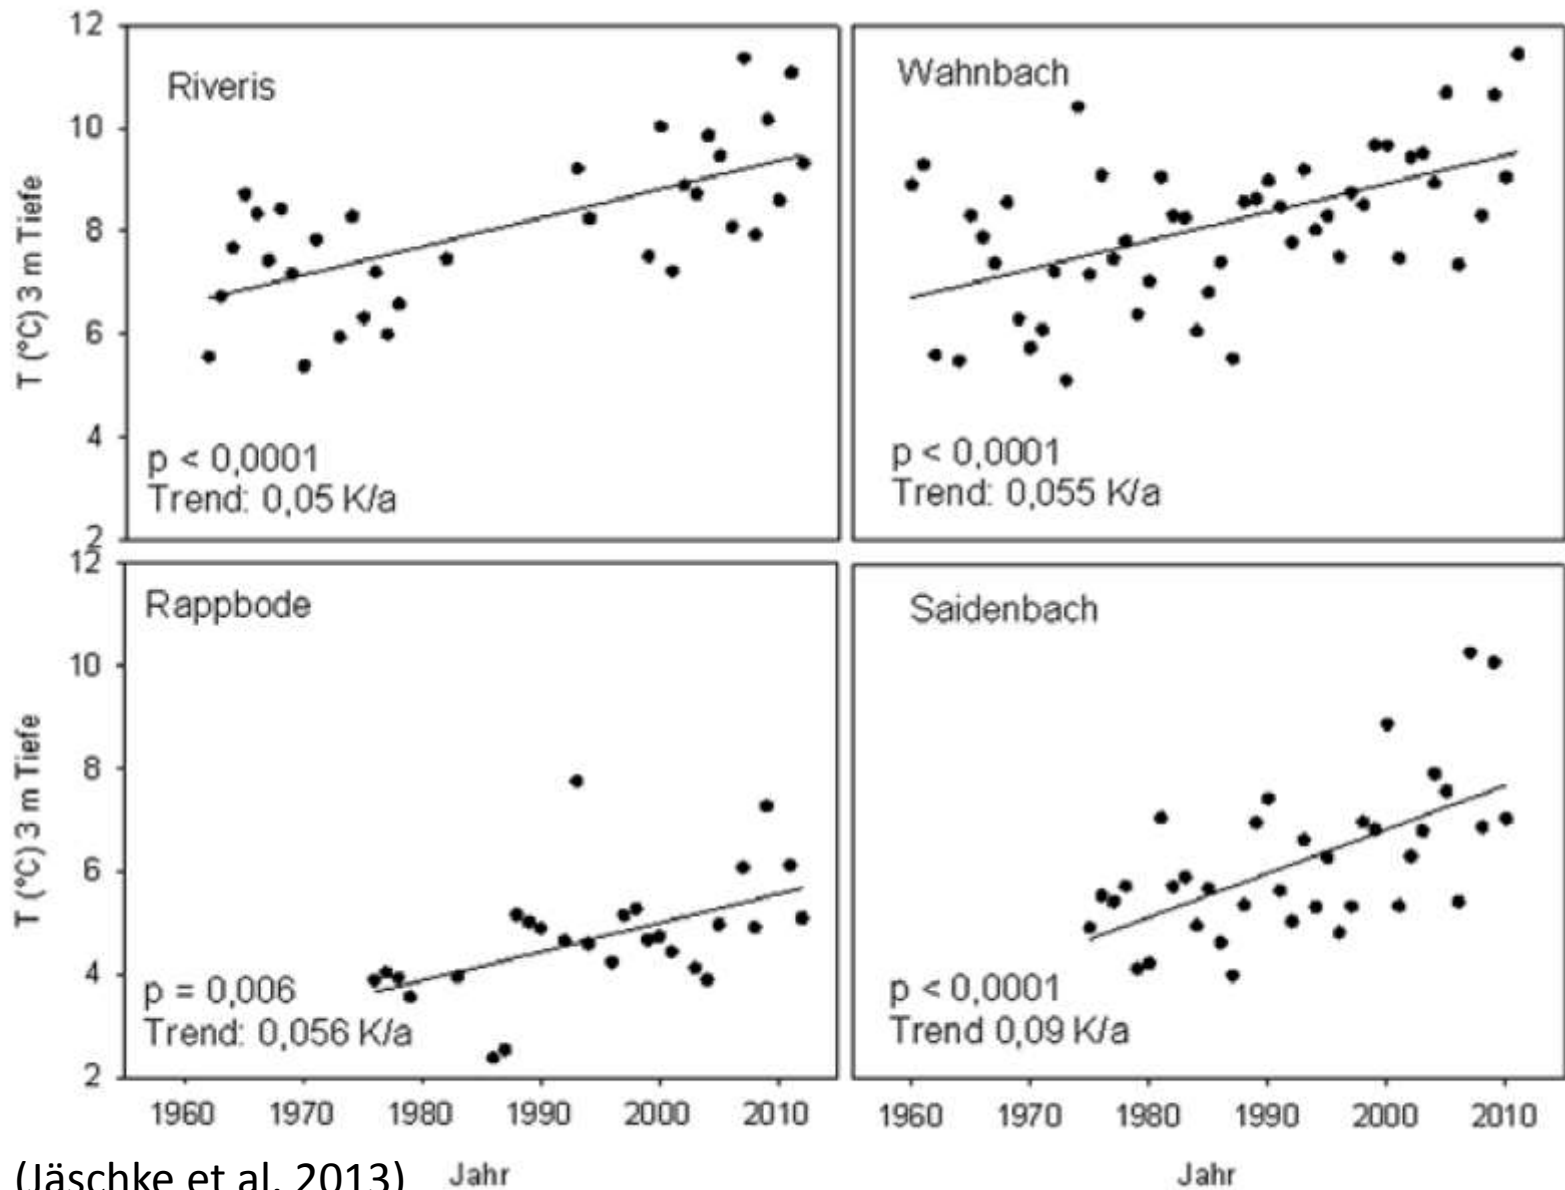 12
10
8
6
4
2
T (°C) 3 m Tiefe
Riveris
p < 0,0001
Trend: 0,05 K/a
Wahnbach
p < 0,0001
Trend: 0,055 K/a
12
10
8
6
4
2
T (°C) 3 m Tiefe
Rappbode
p = 0,006
Trend: 0,056 K/a
Saidenbach
p < 0,0001
Trend 0,09 K/a
1960 1970 1980 1990 2000 2010
1960 1970 1980 1990 2000 2010
Jahr
Jahr
(Jäschke et al. 2013)